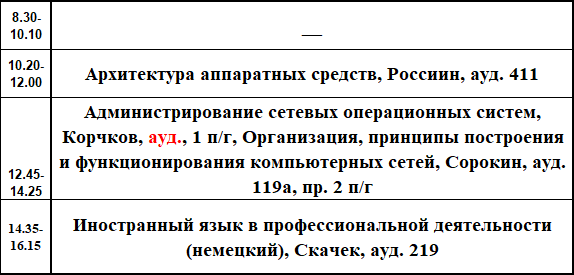 8.30-
10.10
—
10.20-
12.00
Архитектура аппаратных средств, Россиин, ауд. 411
12.45-
14.25
Администрирование сетевых операционных систем,
Корчков, ауд., 1 п/г, Организация, принципы построения
и функционирования компьютерных сетей, Сорокин, ауд.
119а, пр. 2 п/г
14.35-
16.15
Иностранный язык в профессиональной деятельности
(немецкий), Скачек, ауд. 219